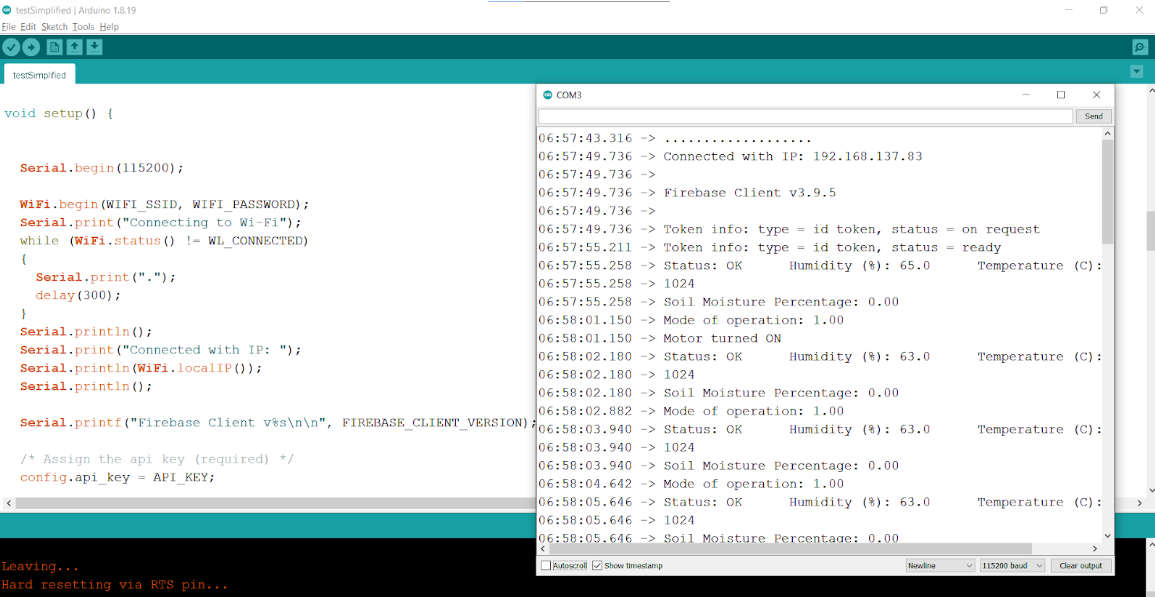 testSimplified | Arduino 1.8.19
File Edit Sketch Tools Help
testSimplified
void setup() {
Serial.begin(115200);
WiFi.begin(WIFI_SSID, WIFI_PASSWORD);
Serial.print("Connecting to Wi-Fi");
while (WiFi.status() != WL_CONNECTED)
{
Serial.print(".");
delay(300);
}
Serial.println();
Serial.print("Connected with IP: ");
Serial.println(WiFi.localIP());
Serial.println();
Serial.printf("Firebase Client v%s\n\n", FIREBASE_CLIENT_VERSION);
/* Assign the api key (required) */
config.api_key = API_KEY;
Leaving...
Hard resetting via RTS pin...
COM3
Send
06:57:43.316 -> ...................
06:57:49.736 -> Connected with IP: 192.168.137.83
06:57:49.736 ->
06:57:49.736 -> Firebase Client v3.9.5
06:57:49.736 ->
06:57:49.736 -> Token info: type = id token, status = on request
06:57:55.211 -> Token info: type = id token, status = ready
06:57:55.258 -> Status: OK Humidity (%): 65.0 Temperature (C):
06:57:55.258 -> 1024
06:57:55.258 -> Soil Moisture Percentage: 0.00
06:58:01.150 -> Mode of operation: 1.00
06:58:01.150 -> Motor turned ON
06:58:02.180 -> Status: OK Humidity (%): 63.0 Temperature (C):
06:58:02.180 -> 1024
06:58:02.180 -> Soil Moisture Percentage: 0.00
06:58:02.882 -> Mode of operation: 1.00
06:58:03.940 -> Status: OK Humidity (%): 63.0 Temperature (C):
06:58:03.940 -> 1024
06:58:03.940 -> Soil Moisture Percentage: 0.00
06:58:04.642 -> Mode of operation: 1.00
06:58:05.646 -> Status: OK Humidity (%): 63.0 Temperature (C):
06:58:05.646 -> 1024
06:58:05.646 -> Soil Moisture Percentage: 0.00
Autoscroll Show timestamp Newline 115200 baud Clear output